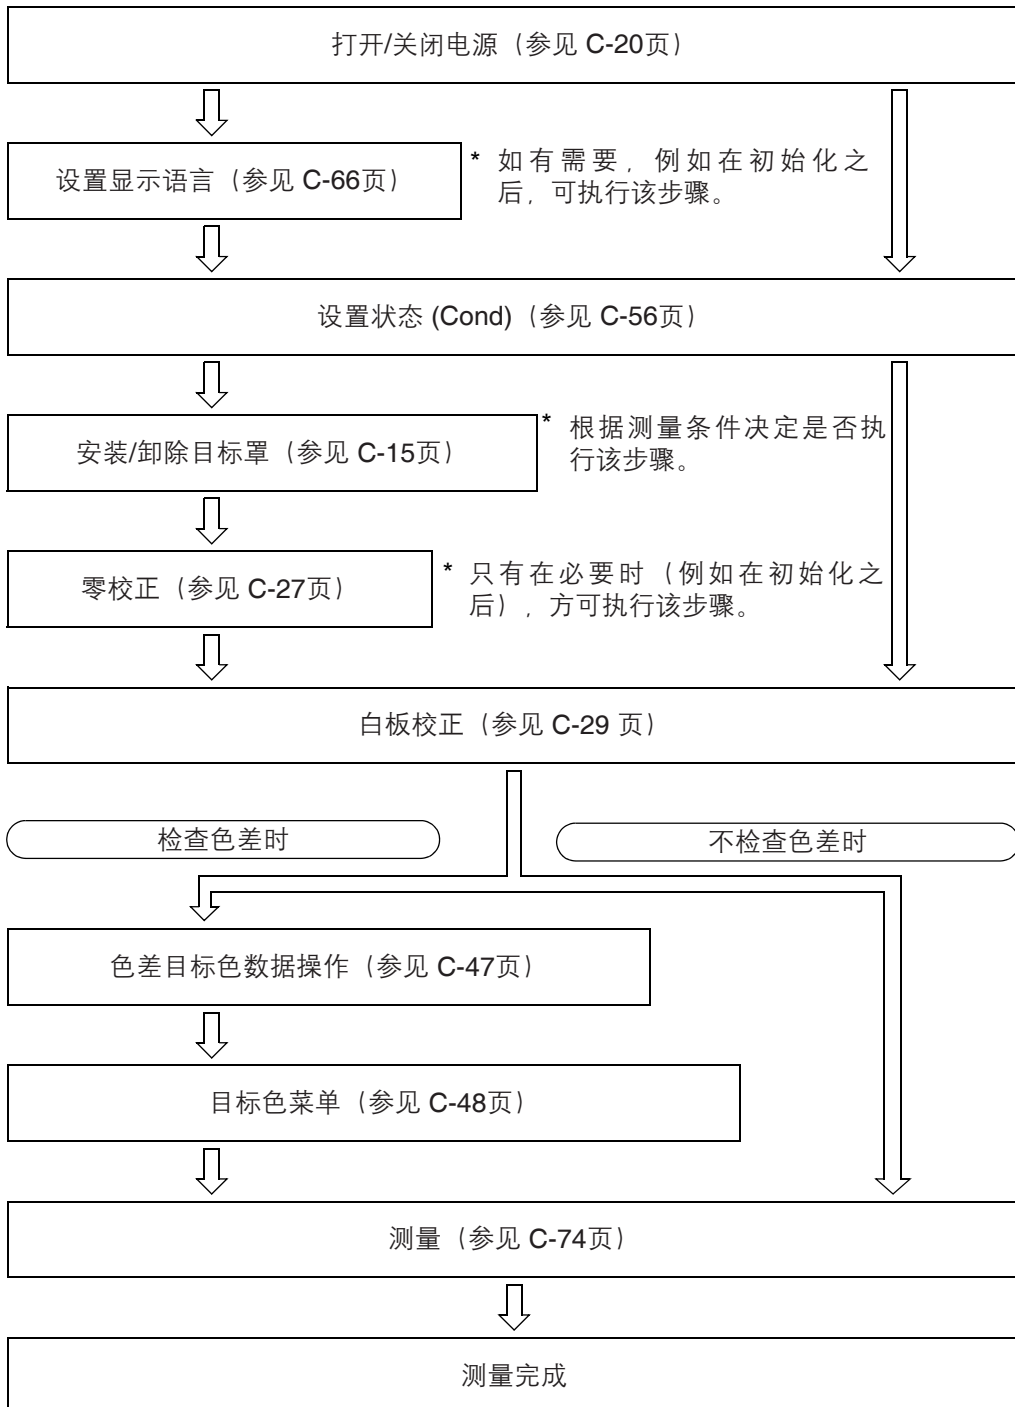 打开/关闭电源（参见 C-20页）
设置显示语言（参见 C-66页）
* 如有需要，例如在初始化之
后，可执行该步骤。
设置状态 (Cond)（参见 C-56页）
安装/卸除目标罩（参见 C-15页）
* 根据测量条件决定是否执
行该步骤。
零校正（参见 C-27页）
* 只有在必要时（例如在初始化之
后），方可执行该步骤。
白板校正（参见 C-29 页）
检查色差时
不检查色差时
色差目标色数据操作（参见 C-47页）
目标色菜单（参见 C-48页）
测量（参见 C-74页）
测量完成